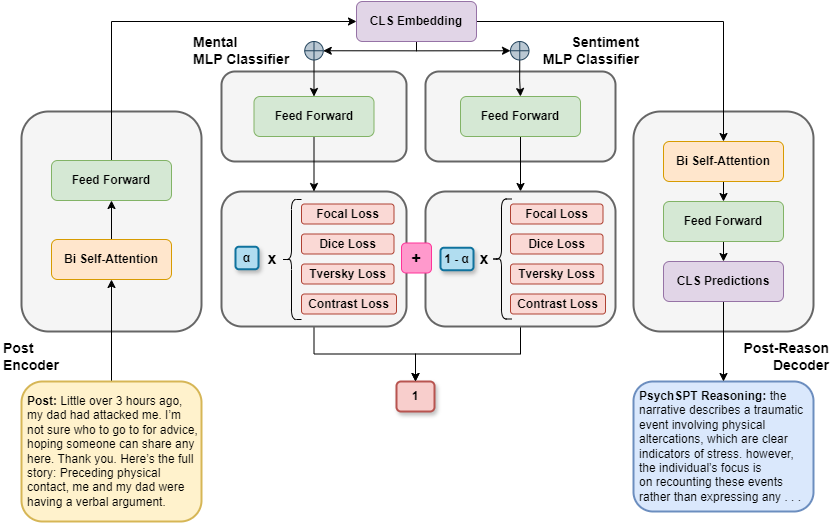 CLS Embedding
Mental
MLP Classifier
Sentiment
MLP Classifier
Feed Forward
Feed Forward
Feed Forward
Bi Self-Attention
Bi Self-Attention
Feed Forward
CLS Predictions
α
x
Focal Loss
Dice Loss
Tversky Loss
Contrast Loss
+
1 - α
x
Focal Loss
Dice Loss
Tversky Loss
Contrast Loss
Post
Encoder
Post-Reason
Decoder
1
Post: Little over 3 hours ago,
my dad had attacked me. I'm
not sure who to go to for advice,
hoping someone can share any
here. Thank you. Here's the full
story: Preceding physical
contact, me and my dad were
having a verbal argument.
PsychSPT Reasoning: the
narrative describes a traumatic
event involving physical
altercations, which are clear
indicators of stress. however,
the individual's focus is
on recounting these events
rather than expressing any . . .